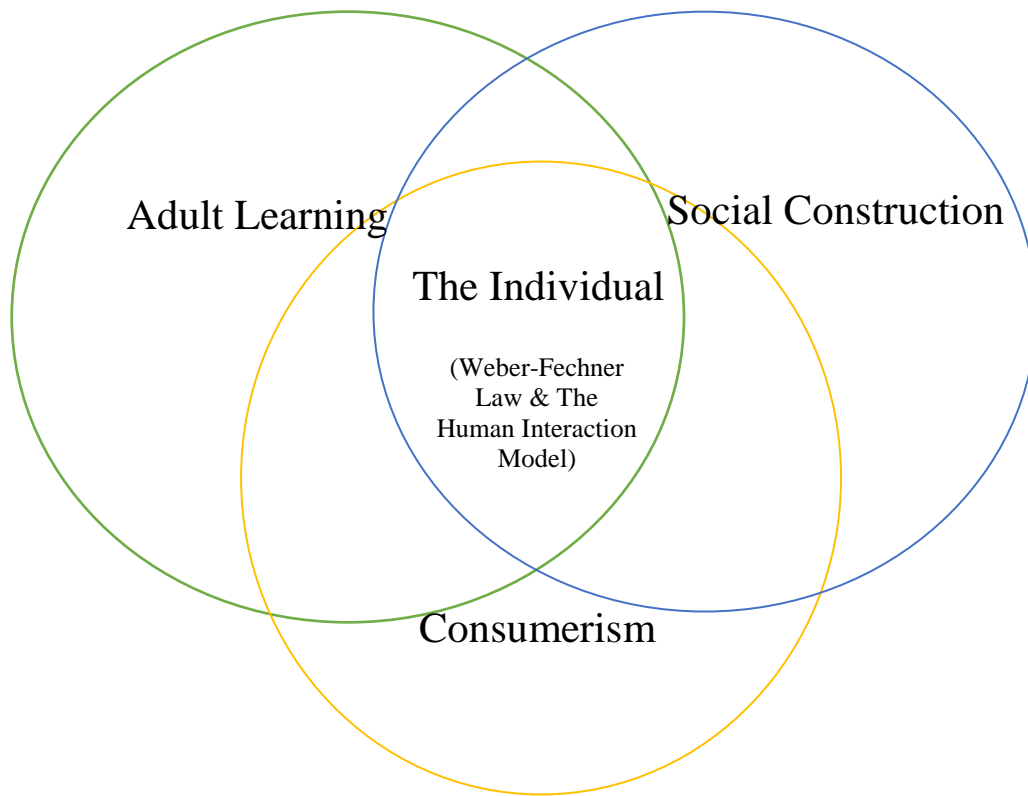 Adult Learning
Social Construction
The Individual
(Weber-Fechner
Law & The
Human Interaction
Model)
Consumerism